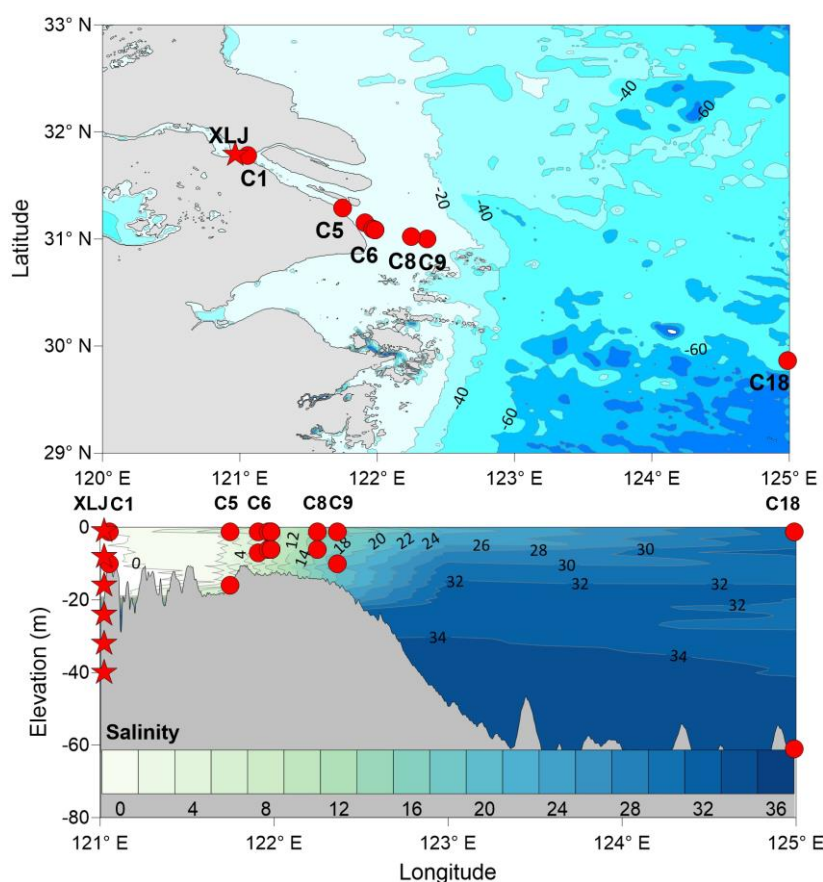 33° N
32° N
31° N
30° N
29° N
Latitude
XLJ
C1
C5
C6
C8 C9
C18
-40
-60
-20
-40
-60
-40
-60
120° E 121° E 122° E 123° E 124° E 125° E
XLJ C1 C5 C6 C8 C9 C18
0
-20
-40
-60
-80
Elevation (m)
0 4 12 14 18 20 22 24 26 28 30 30
32 32 32
34 34
Salinity
0 4 8 12 16 20 24 28 32 36
121° E 122° E 123° E 124° E 125° E
Longitude